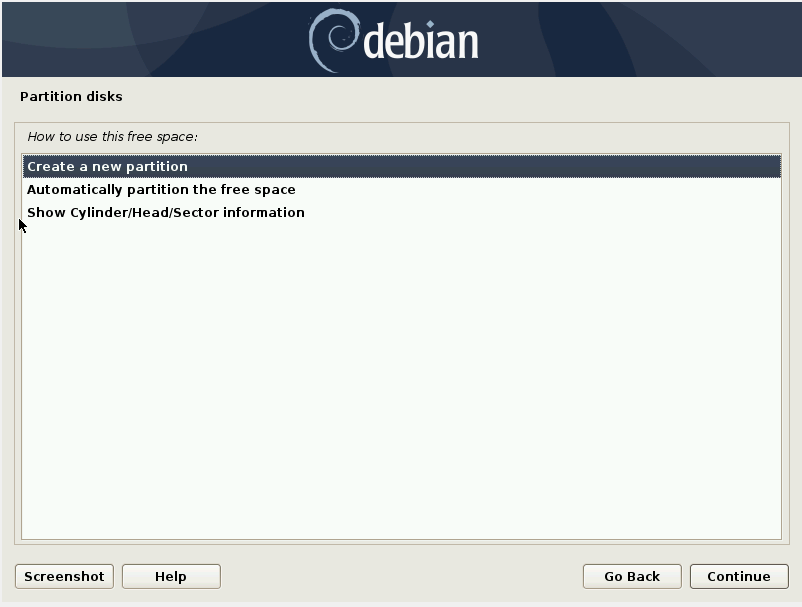 debian
Partition disks
How to use this free space:
Create a new partition
Automatically partition the free space
Show Cylinder/Head/Sector information
Screenshot
Help
Go Back
Continue